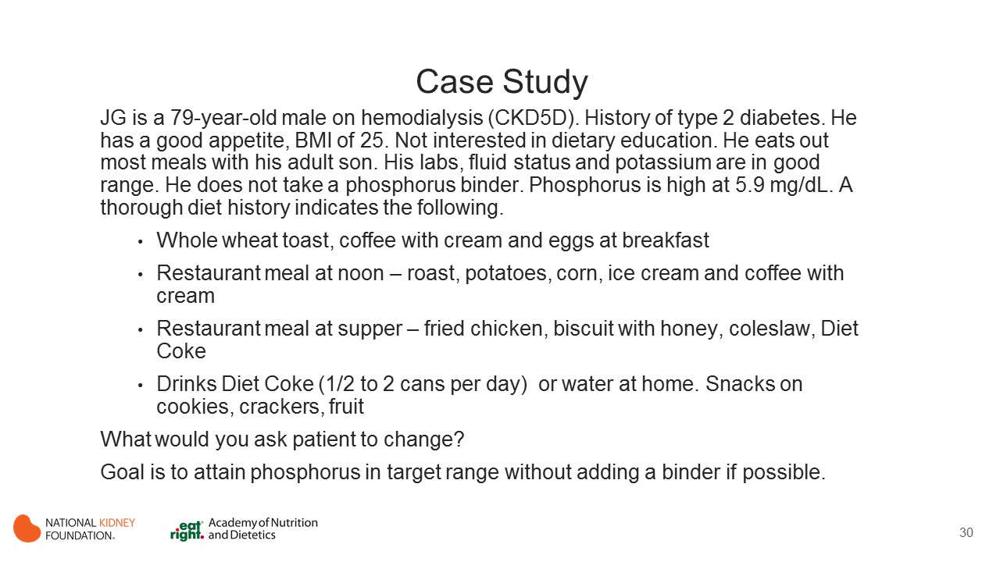 Case Study
JG is a 79-year-old male on hemodialysis (CKD5D). History of type 2 diabetes. He
has a good appetite, BMI of 25. Not interested in dietary education. He eats out
most meals with his adult son. His labs, fluid status and potassium are in good
range. He does not take a phosphorus binder. Phosphorus is high at 5.9 mg/dL. A
thorough diet history indicates the following.
• Whole wheat toast, coffee with cream and eggs at breakfast
• Restaurant meal at noon – roast, potatoes, corn, ice cream and coffee with
cream
• Restaurant meal at supper – fried chicken, biscuit with honey, coleslaw, Diet
Coke
• Drinks Diet Coke (1/2 to 2 cans per day) or water at home. Snacks on
cookies, crackers, fruit
What would you ask patient to change?
Goal is to attain phosphorus in target range without adding a binder if possible.
NATIONAL KIDNEY
FOUNDATION®
eat
right.
Academy of Nutrition
and Dietetics
30